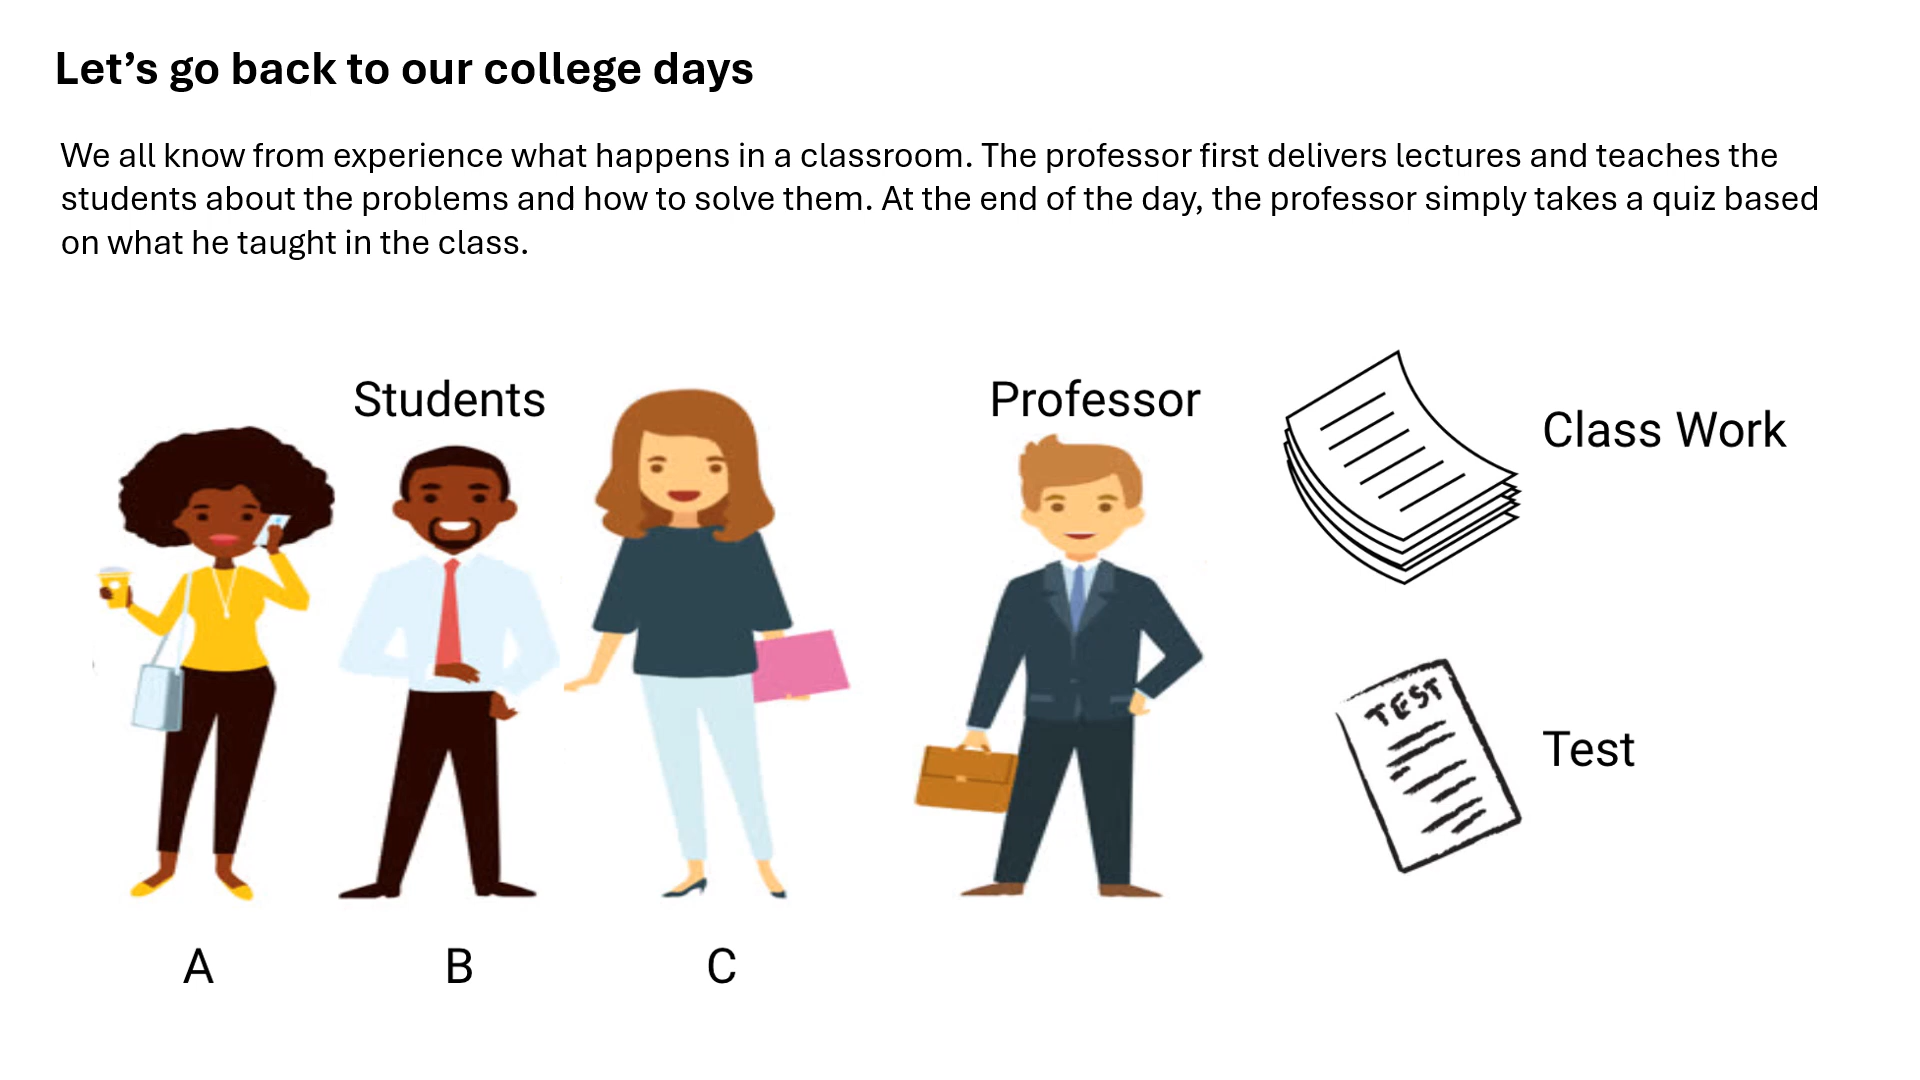 Let’s go back to our college days
We all know from experience what happens in a classroom. The professor first delivers lectures and teaches the
students about the problems and how to solve them. At the end of the day, the professor simply takes a quiz based
on what he taught in the class.
Students
Professor
Class Work
TEST
Test
A
B
C